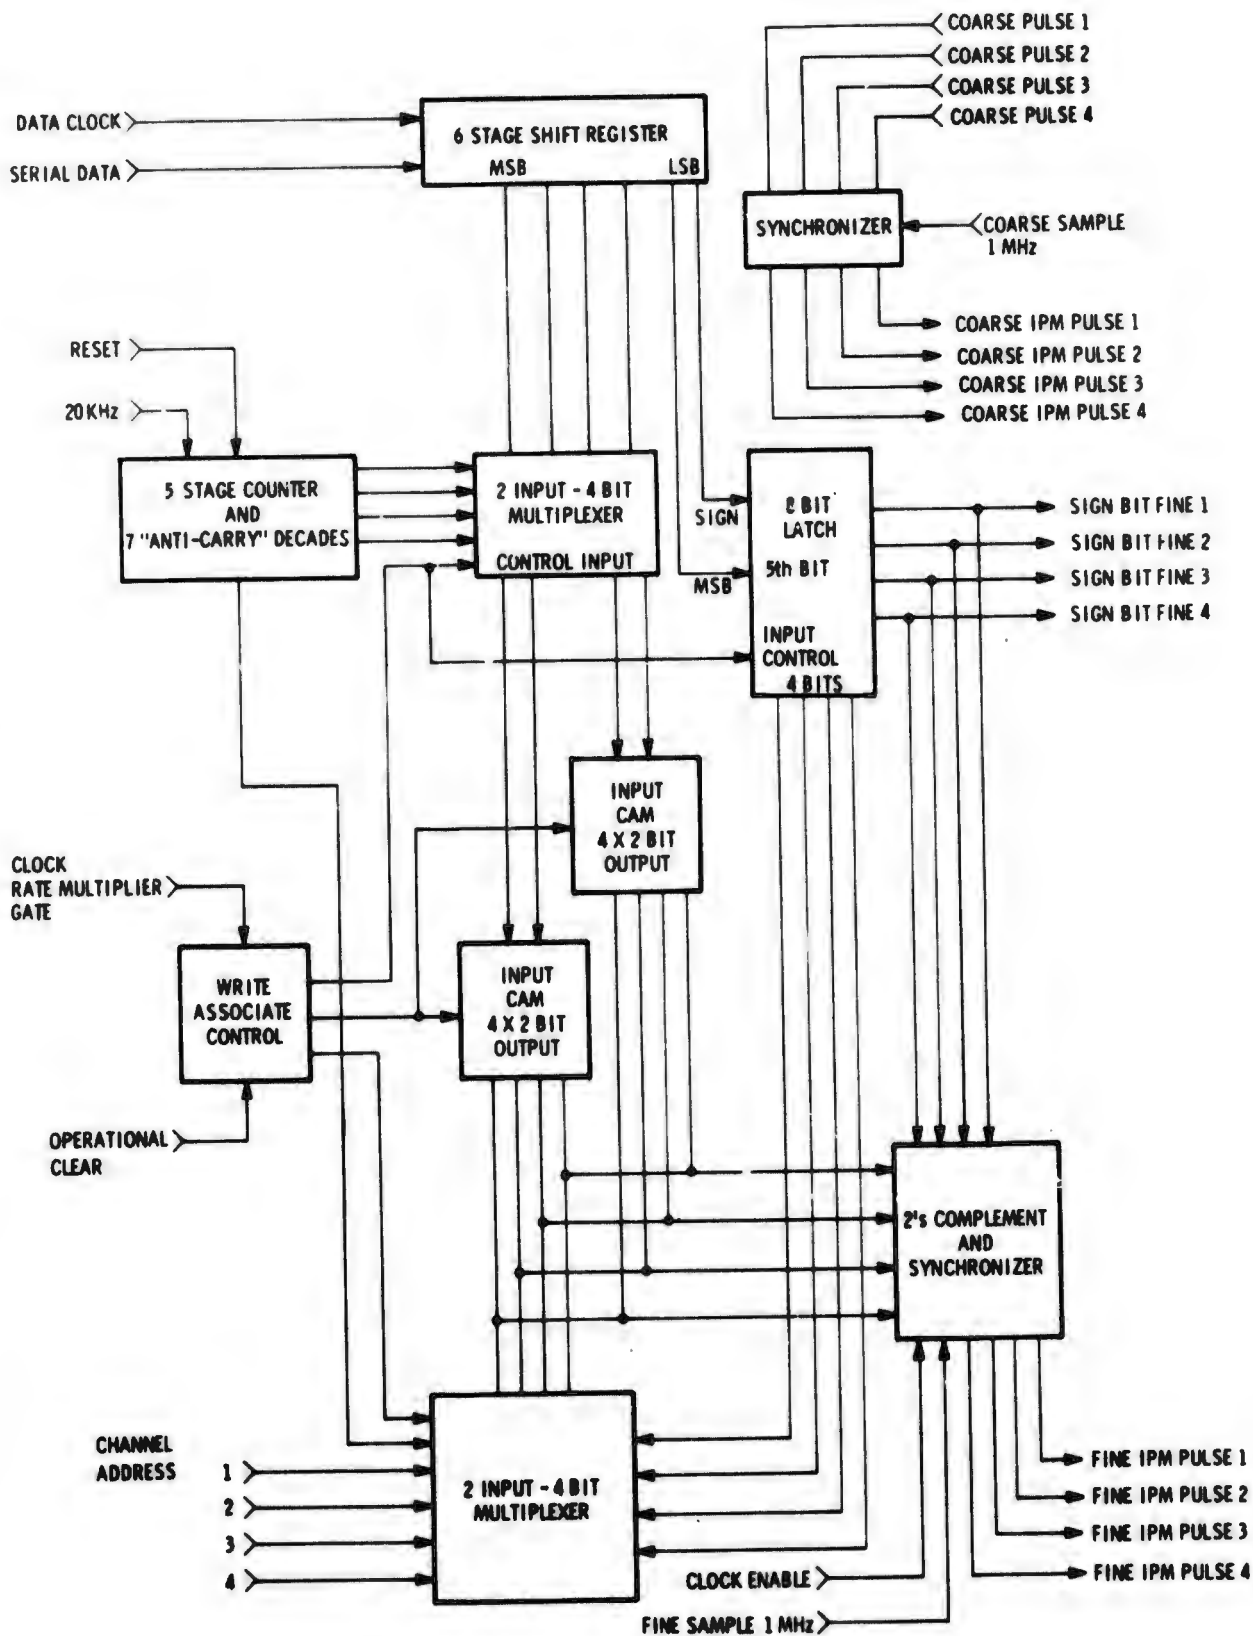 COARSE PULSE 1
COARSE PULSE 2
COARSE PULSE 3
COARSE PULSE 4
DATA CLOCK
SERIAL DATA
6 STAGE SHIFT REGISTER
MSB LSB
SYNCHRONIZER
COARSE SAMPLE
1 MHz
COARSE IPM PULSE 1
COARSE IPM PULSE 2
COARSE IPM PULSE 3
COARSE IPM PULSE 4
RESET
20KHz
5 STAGE COUNTER
AND
7 "ANTI-CARRY" DECADES
2 INPUT - 4 BIT
MULTIPLEXER
CONTROL INPUT
SIGN
MSB
8 BIT
LATCH
5th BIT
INPUT
CONTROL
4 BITS
SIGN BIT FINE 1
SIGN BIT FINE 2
SIGN BIT FINE 3
SIGN BIT FINE 4
INPUT
CAM
4 X 2 BIT
OUTPUT
CLOCK
RATE MULTIPLIER
GATE
WRITE
ASSOCIATE
CONTROL
INPUT
CAM
4 X 2 BIT
OUTPUT
OPERATIONAL
CLEAR
2's COMPLEMENT
AND
SYNCHRONIZER
CHANNEL
ADDRESS
1
2
3
4
2 INPUT - 4 BIT
MULTIPLEXER
CLOCK ENABLE
FINE SAMPLE 1 MHz
FINE IPM PULSE 1
FINE IPM PULSE 2
FINE IPM PULSE 3
FINE IPM PULSE 4